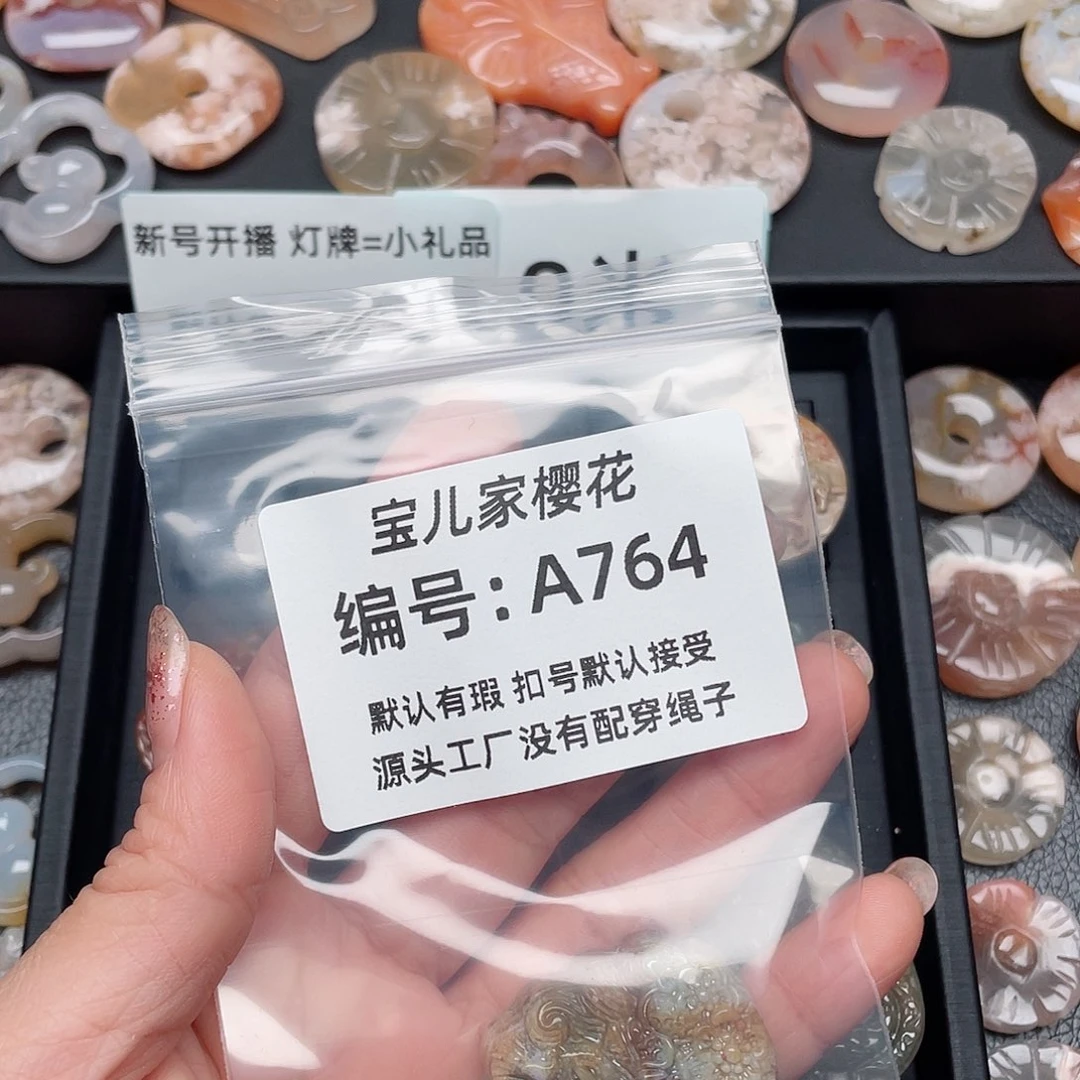 新号开播 灯牌=小礼品
宝儿家樱花
编号:A764
默认有瑕 扣号默认接受
源头工厂没有配穿绳子